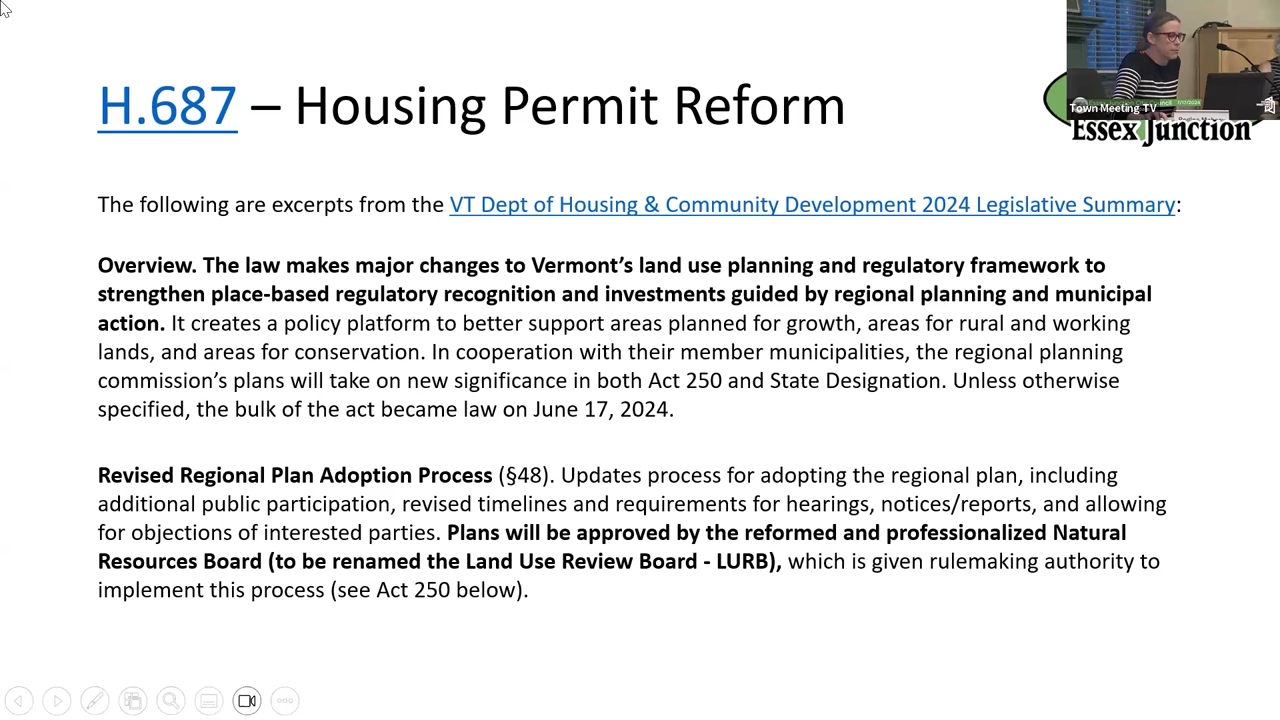 H.687 – Housing Permit Reform
Town Meeting TV
Essex Junction
The following are excerpts from the VT Dept of Housing & Community Development 2024 Legislative Summary:
Overview. The law makes major changes to Vermont’s land use planning and regulatory framework to
strengthen place-based regulatory recognition and investments guided by regional planning and municipal
action. It creates a policy platform to better support areas planned for growth, areas for rural and working
lands, and areas for conservation. In cooperation with their member municipalities, the regional planning
commission’s plans will take on new significance in both Act 250 and State Designation. Unless otherwise
specified, the bulk of the act became law on June 17, 2024.
Revised Regional Plan Adoption Process (§48). Updates process for adopting the regional plan, including
additional public participation, revised timelines and requirements for hearings, notices/reports, and allowing
for objections of interested parties. Plans will be approved by the reformed and professionalized Natural
Resources Board (to be renamed the Land Use Review Board - LURB), which is given rulemaking authority to
implement this process (see Act 250 below).